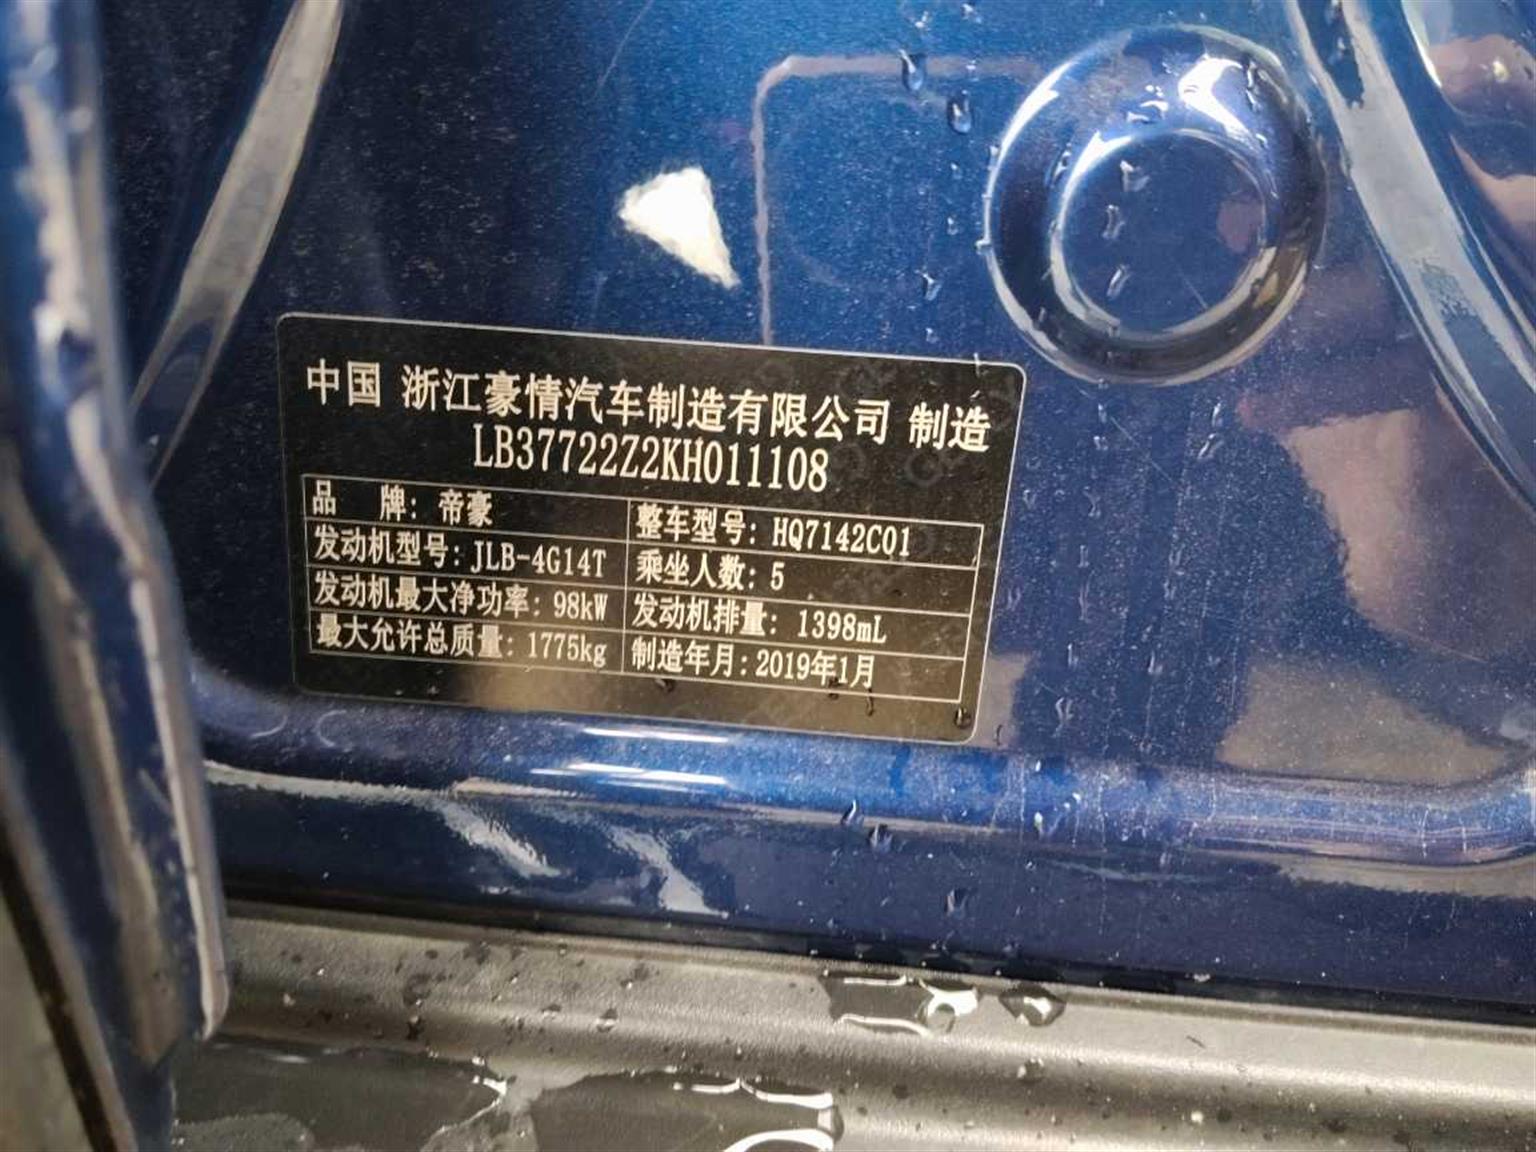 中国 浙江豪情汽车制造有限公司 制造
LB37722Z2KH011108
品 牌: 帝豪 整车型号: HQ7142C01
发动机型号: JLB-4G14T 乘坐人数: 5
发动机最大净功率: 98kW 发动机排量: 1398mL
最大允许总质量: 1775kg 制造年月: 2019年1月